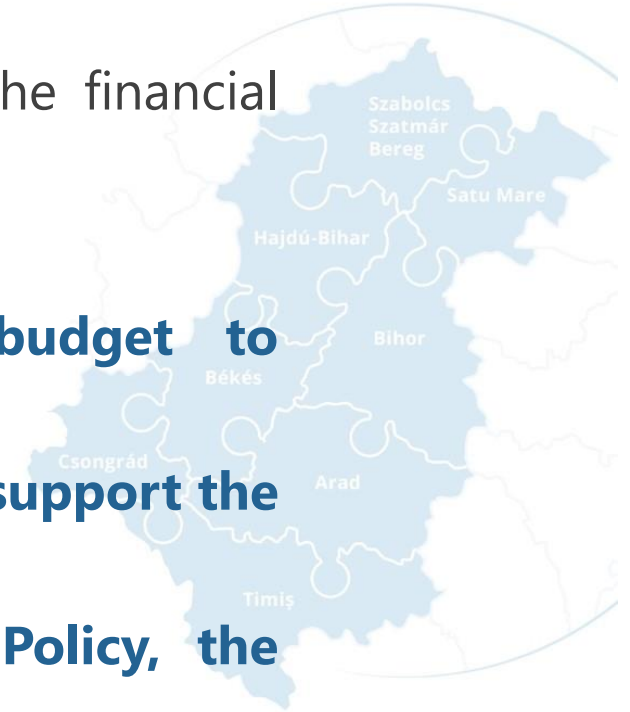 he financial
Szabolcs
Szatmár
Bereg
Satu Mare
Hajdú-Bihar
budget to
Bihor
Békés
Csongrád
support the
Arad
Timiș
Policy, the